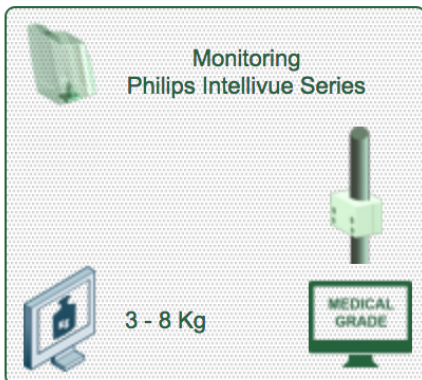 Monitoring
Philips Intellivue Series
3 - 8 Kg
MEDICAL
GRADE